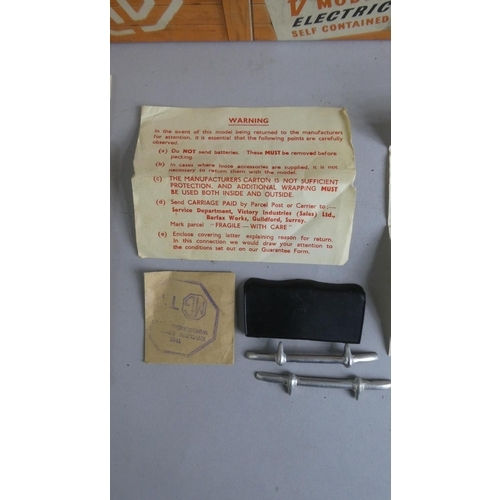 V MOD
ELECTRIC
SELF CONTAINED
WARNING
In the event of this model being returned to the manufacturers
for attention, it is essential that the following points are carefully
observed.
(a) Do NOT send batteries. These MUST be removed before
packing.
(b) In cases where loose accessories are supplied, it is not
necessary to return them with the model.
(c) THE MANUFACTURERS CARTON IS NOT SUFFICIENT
PROTECTION, AND ADDITIONAL WRAPPING MUST
BE USED BOTH INSIDE AND OUTSIDE.
(d) Send CARRIAGE PAID by Parcel Post or Carrier to:—
Service Department, Victory Industries (Sales) Ltd.,
Barfax Works, Guildford, Surrey.
Mark parcel "FRAGILE — WITH CARE"
(e) Enclose covering letter explaining reason for return.
In this connection we would draw your attention to
the conditions set out on our Guarantee Form.
MG